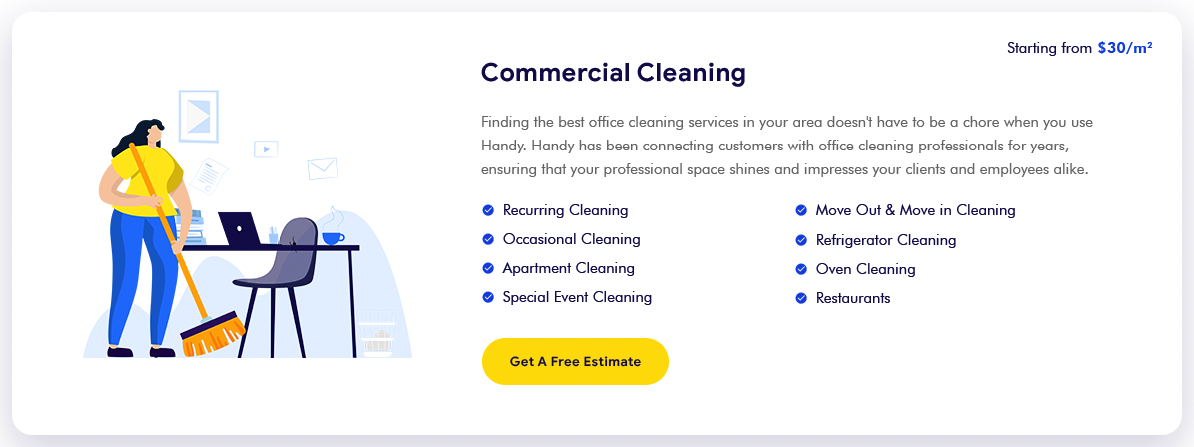 Starting from $30/m²
Commercial Cleaning
Finding the best office cleaning services in your area doesn't have to be a chore when you use
Handy. Handy has been connecting customers with office cleaning professionals for years,
ensuring that your professional space shines and impresses your clients and employees alike.
Recurring Cleaning
Occasional Cleaning
Apartment Cleaning
Special Event Cleaning
Move Out & Move in Cleaning
Refrigerator Cleaning
Oven Cleaning
Restaurants
Get A Free Estimate